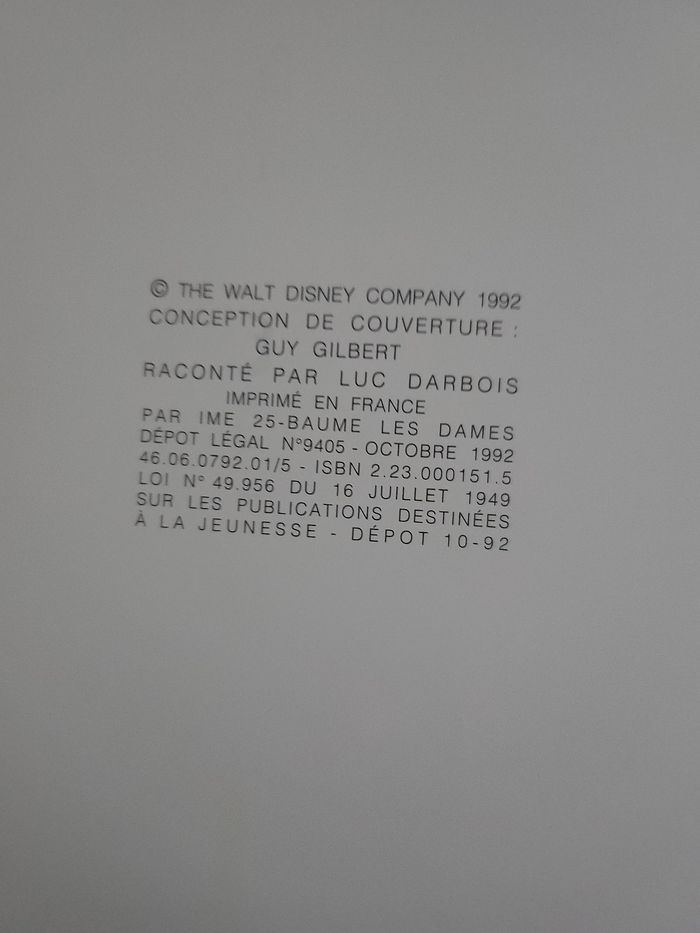 © THE WALT DISNEY COMPANY 1992
CONCEPTION DE COUVERTURE :
GUY GILBERT
RACONTÉ PAR LUC DARBOIS
IMPRIMÉ EN FRANCE
PAR IME 25-BAUME LES DAMES
DÉPOT LÉGAL N°9405 - OCTOBRE 1992
46.06.0792.01/5 - ISBN 2.23.000151.5
LOI N° 49.956 DU 16 JUILLET 1949
SUR LES PUBLICATIONS DESTINÉES
À LA JEUNESSE - DÉPOT 10-92